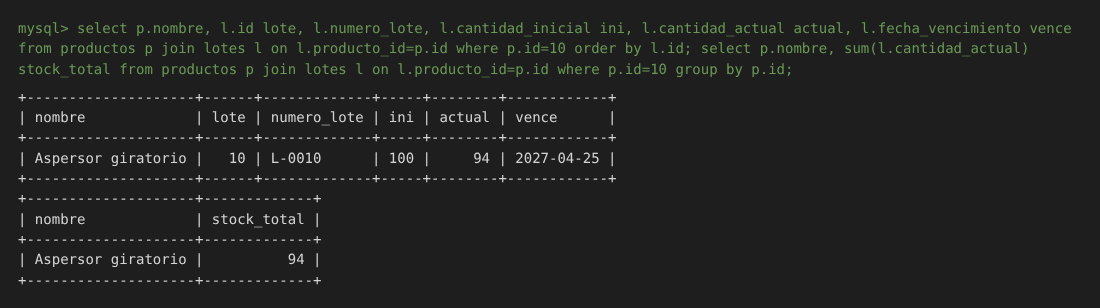 mysql> select p.nombre, l.id lote, l.numero_lote, l.cantidad_inicial ini, l.cantidad_actual actual, l.fecha_vencimiento vence
from productos p join lotes l on l.producto_id=p.id where p.id=10 order by l.id; select p.nombre, sum(l.cantidad_actual)
stock_total from productos p join lotes l on l.producto_id=p.id where p.id=10 group by p.id;
+--------------------+------+-------------+-----+--------+------------+
| nombre             | lote | numero_lote | ini | actual | vence      |
+--------------------+------+-------------+-----+--------+------------+
| Aspersor giratorio |   10 | L-0010      | 100 |     94 | 2027-04-25 |
+--------------------+------+-------------+-----+--------+------------+
+--------------------+-------------+
| nombre             | stock_total |
+--------------------+-------------+
| Aspersor giratorio |          94 |
+--------------------+-------------+